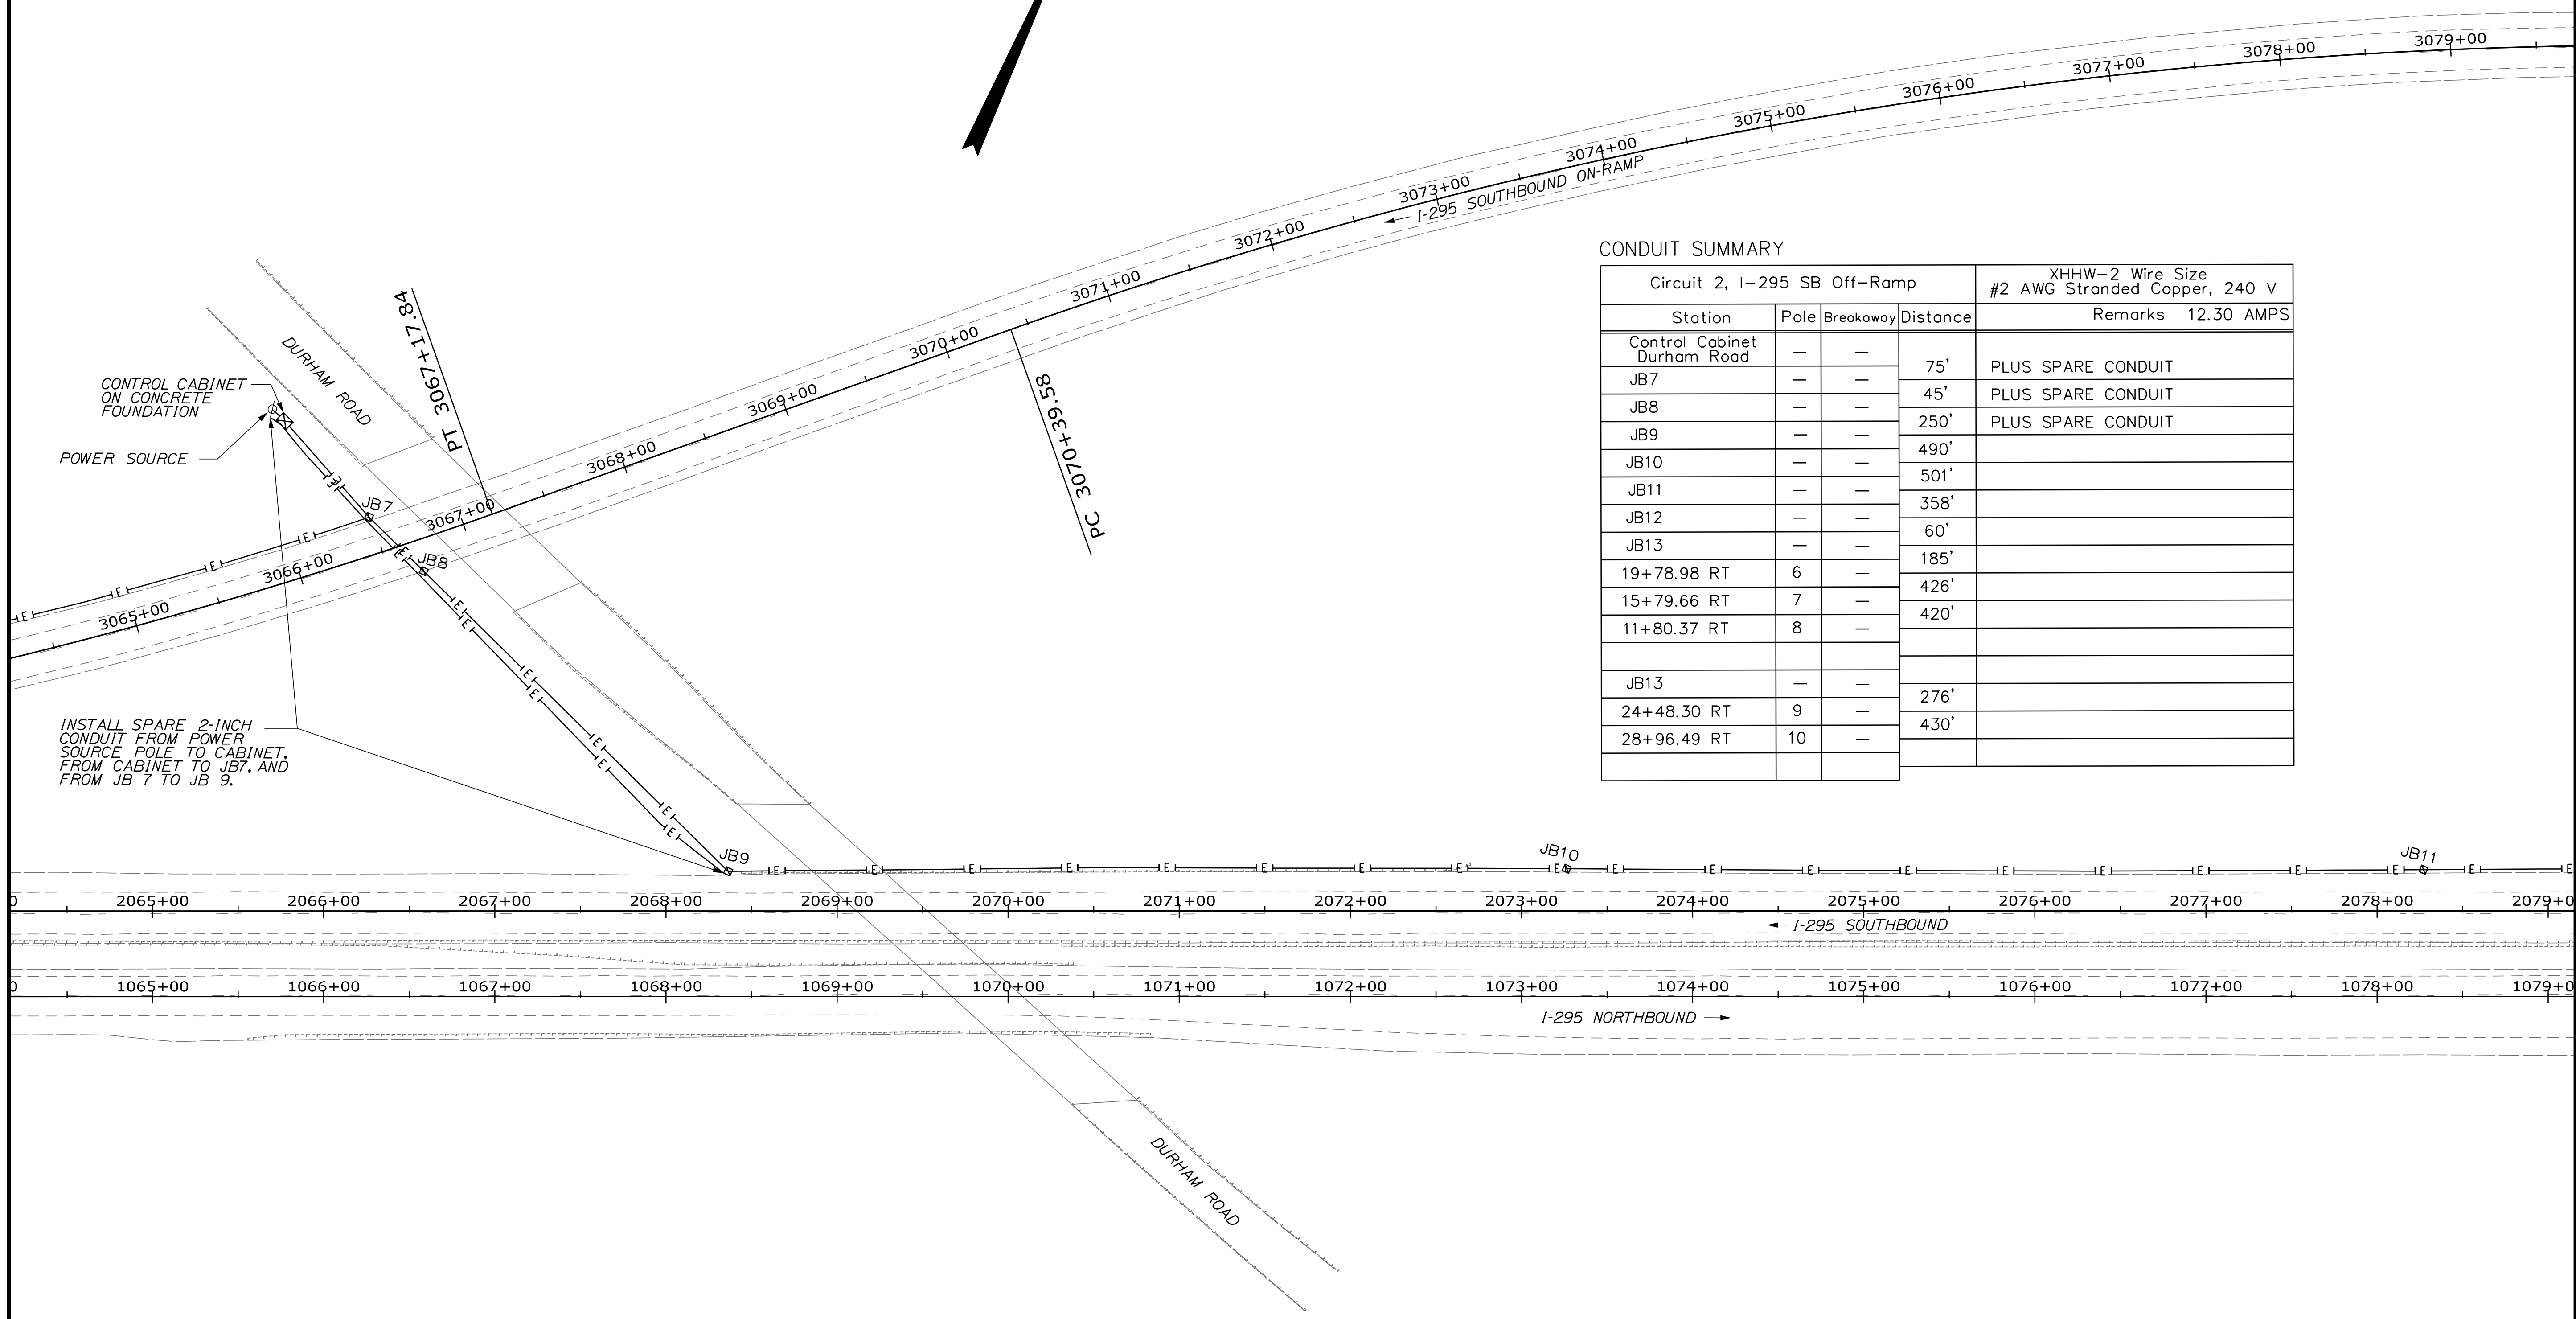 3079+00
3078+00
3077+00
3076+00
3075+00
3074+00
3073+00
I-295 SOUTHBOUND ON-RAMP
3072+00
3071+00
3070+00
3069+00
3068+00
3067+00
3066+00
3065+00
PT 3067+17.84
PC 3070+39.58
DURHAM ROAD
CONTROL CABINET
ON CONCRETE
FOUNDATION
POWER SOURCE
E
E
JB7
E
E
E
E
E
E
JB8
E
E
E
E
E
E
E
E
INSTALL SPARE 2-INCH
CONDUIT FROM POWER
SOURCE POLE TO CABINET,
FROM CABINET TO JB7, AND
FROM JB 7 TO JB 9.
CONDUIT SUMMARY
Circuit 2, I-295 SB Off-Ramp
XHHW-2 Wire Size
#2 AWG Stranded Copper, 240 V
Station Pole Breakaway Distance Remarks 12.30 AMPS
Control Cabinet
Durham Road — —
75' PLUS SPARE CONDUIT
JB7 — —
45' PLUS SPARE CONDUIT
JB8 — —
250' PLUS SPARE CONDUIT
JB9 — —
490'
JB10 — —
501'
JB11 — —
358'
JB12 — —
60'
JB13 — —
185'
19+78.98 RT 6 —
426'
15+79.66 RT 7 —
420'
11+80.37 RT 8 —
JB13 — —
276'
24+48.30 RT 9 —
430'
28+96.49 RT 10 —
JB9 JB10 JB11
E E E E E E E E E E E E E E E E E E E E
0 2065+00 2066+00 2067+00 2068+00 2069+00 2070+00 2071+00 2072+00 2073+00 2074+00 2075+00 2076+00 2077+00 2078+00 2079+0
I-295 SOUTHBOUND
0 1065+00 1066+00 1067+00 1068+00 1069+00 1070+00 1071+00 1072+00 1073+00 1074+00 1075+00 1076+00 1077+00 1078+00 1079+0
I-295 NORTHBOUND
DURHAM ROAD